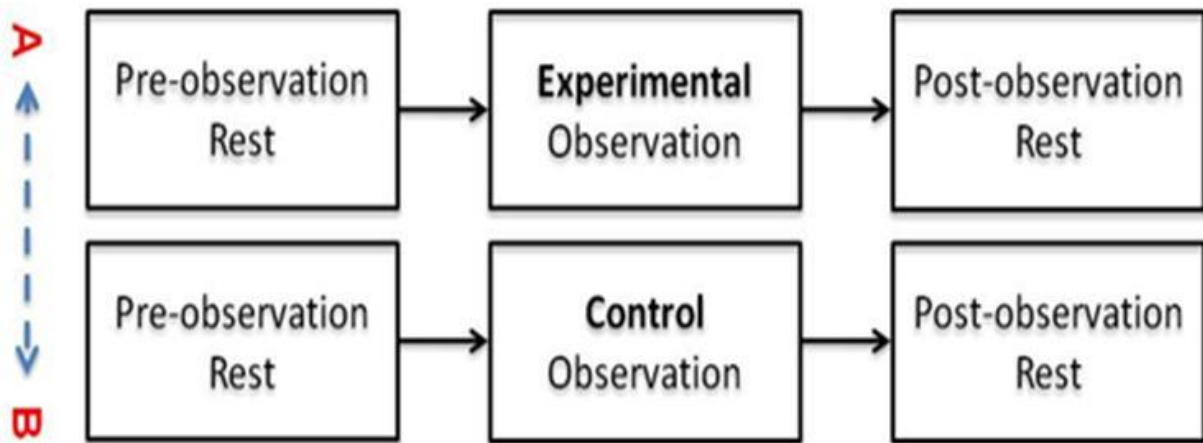 A
Pre-observation
Rest
Experimental
Observation
Post-observation
Rest
Pre-observation
Rest
Control
Observation
Post-observation
Rest
B